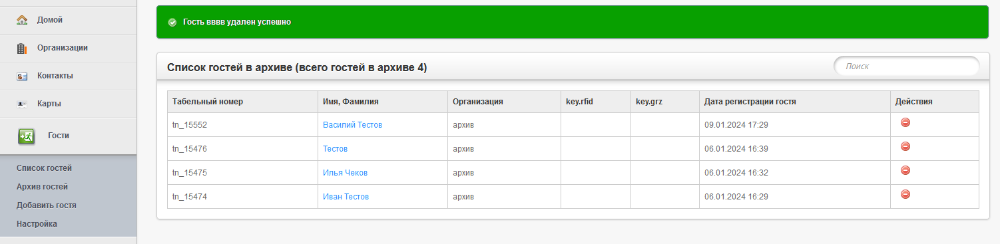 Домой
Организации
Контакты
Карты
Гости
Список гостей
Архив гостей
Добавить гостя
Настройка
Гость вввв удален успешно
Список гостей в архиве (всего гостей в архиве 4)
Поиск
Табельный номер Имя, Фамилия Организация key.rfid key.grz Дата регистрации гостя Действия
tn_15552 Василий Тестов архив 09.01.2024 17:29
tn_15476 Тестов архив 06.01.2024 16:39
tn_15475 Илья Чеков архив 06.01.2024 16:32
tn_15474 Иван Тестов архив 06.01.2024 16:29